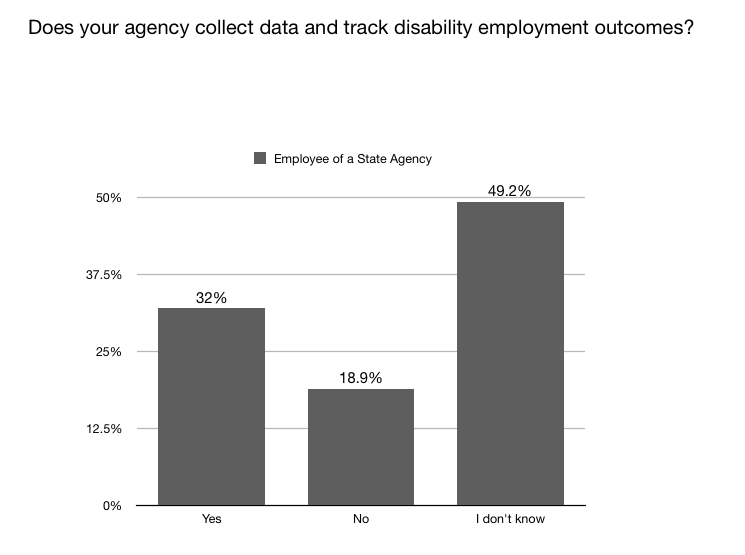 Does your agency collect data and track disability employment outcomes?
Employee of a State Agency
50%
37.5%
25%
12.5%
0%
32%
18.9%
49.2%
Yes
No
I don't know